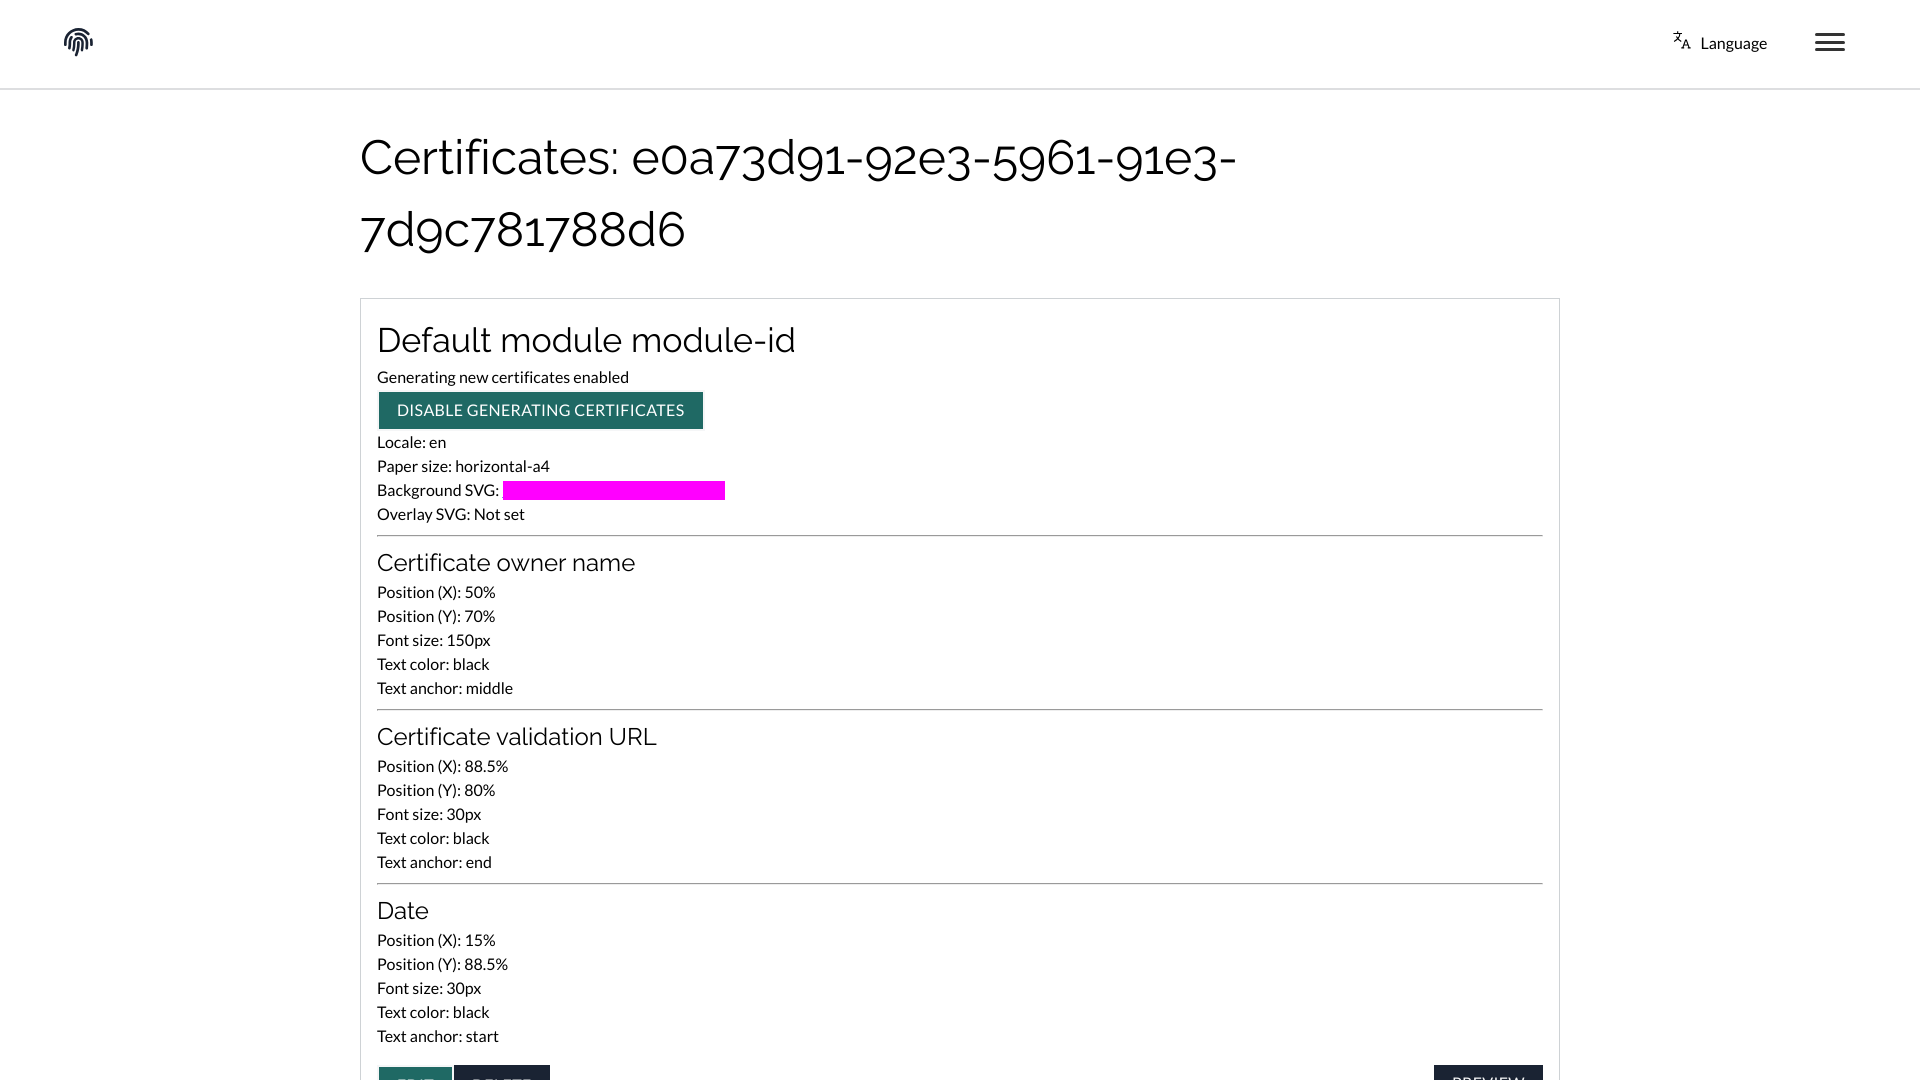 Language
Certificates: e0a73d91-92e3-5961-91e3-
7d9c781788d6
Default module module-id
Generating new certificates enabled
DISABLE GENERATING CERTIFICATES
Locale: en
Paper size: horizontal-a4
Background SVG:
Overlay SVG: Not set
Certificate owner name
Position (X): 50%
Position (Y): 70%
Font size: 150px
Text color: black
Text anchor: middle
Certificate validation URL
Position (X): 88.5%
Position (Y): 80%
Font size: 30px
Text color: black
Text anchor: end
Date
Position (X): 15%
Position (Y): 88.5%
Font size: 30px
Text color: black
Text anchor: start
PREVIEW